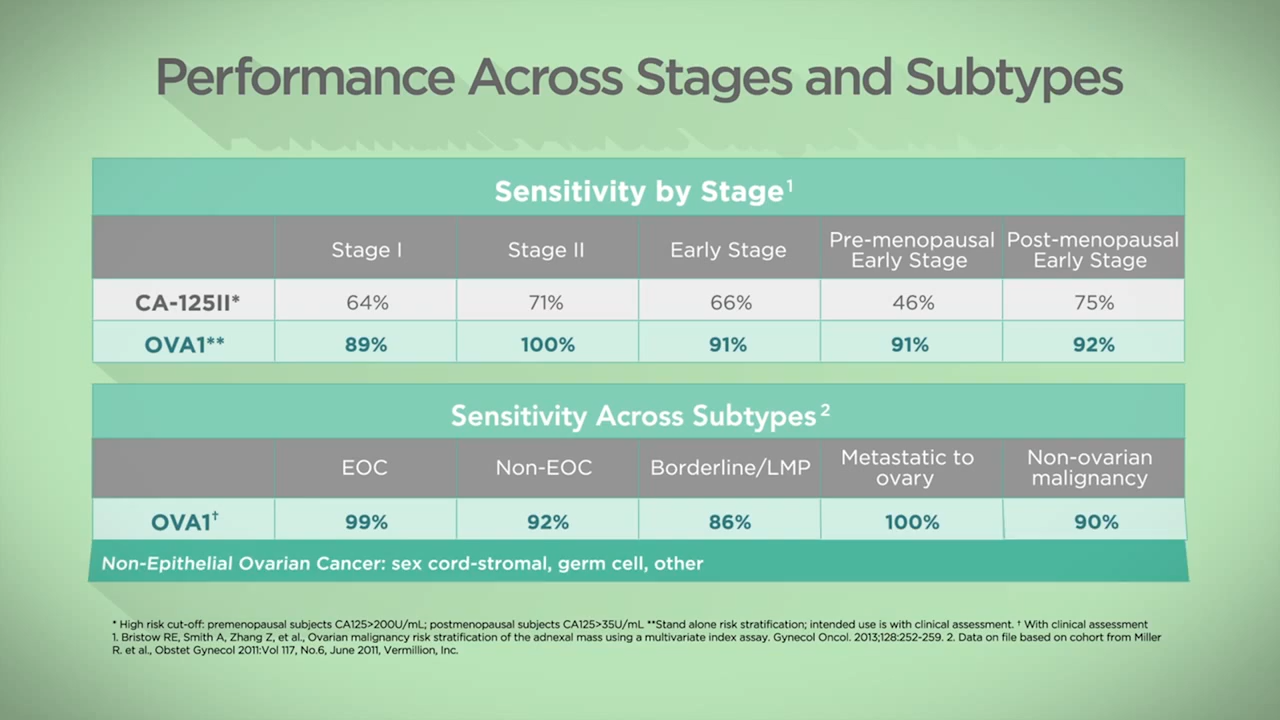 Performance Across Stages and Subtypes
Sensitivity by Stage¹
Stage I Stage II Early Stage Pre-menopausal Early Stage Post-menopausal Early Stage
CA-125II* 64% 71% 66% 46% 75%
OVA1** 89% 100% 91% 91% 92%
Sensitivity Across Subtypes²
EOC Non-EOC Borderline/LMP Metastatic to ovary Non-ovarian malignancy
OVA1† 99% 92% 86% 100% 90%
Non-Epithelial Ovarian Cancer: sex cord-stromal, germ cell, other
* High risk cut-off: premenopausal subjects CA125>200U/mL; postmenopausal subjects CA125>35U/mL **Stand alone risk stratification; intended use is with clinical assessment. † With clinical assessment
1. Bristow RE, Smith A, Zhang Z, et al., Ovarian malignancy risk stratification of the adnexal mass using a multivariate index assay. Gynecol Oncol. 2013;128:252-259. 2. Data on file based on cohort from Miller
R. et al., Obstet Gynecol 2011:Vol 117, No.6, June 2011, Vermillion, Inc.